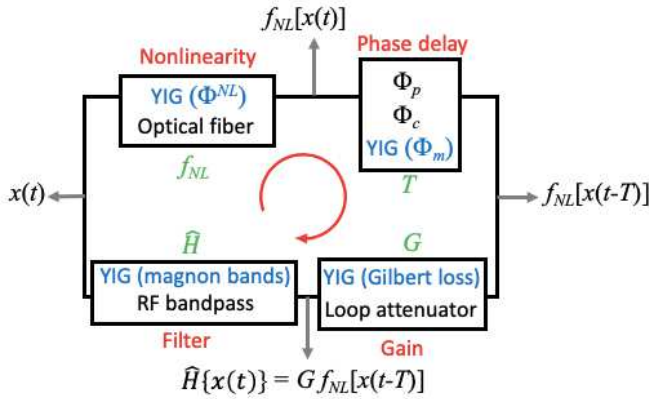 f_NL[x(t)]
Nonlinearity
Phase delay
YIG (Φ^NL)
Optical fiber
Φ_p
Φ_c
YIG (Φ_m)
f_NL
T
x(t)
f_NL[x(t-T)]
Ĥ
G
YIG (magnon bands)
RF bandpass
YIG (Gilbert loss)
Loop attenuator
Filter
Gain
Ĥ{x(t)} = G f_NL[x(t-T)]